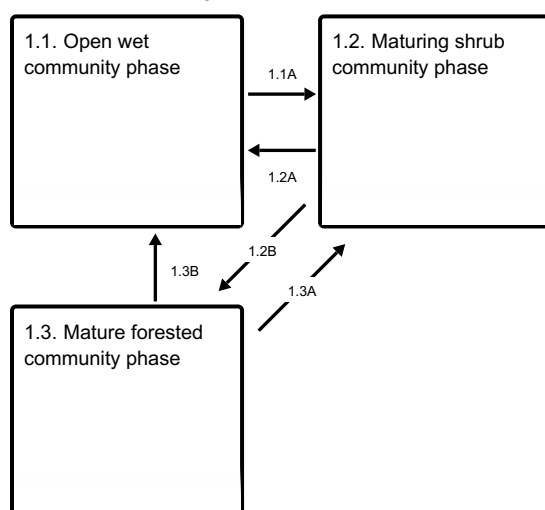 1.1. Open wet
community phase
1.2. Maturing shrub
community phase
1.1A
1.2A
1.2B
1.3B
1.3A
1.3. Mature forested
community phase